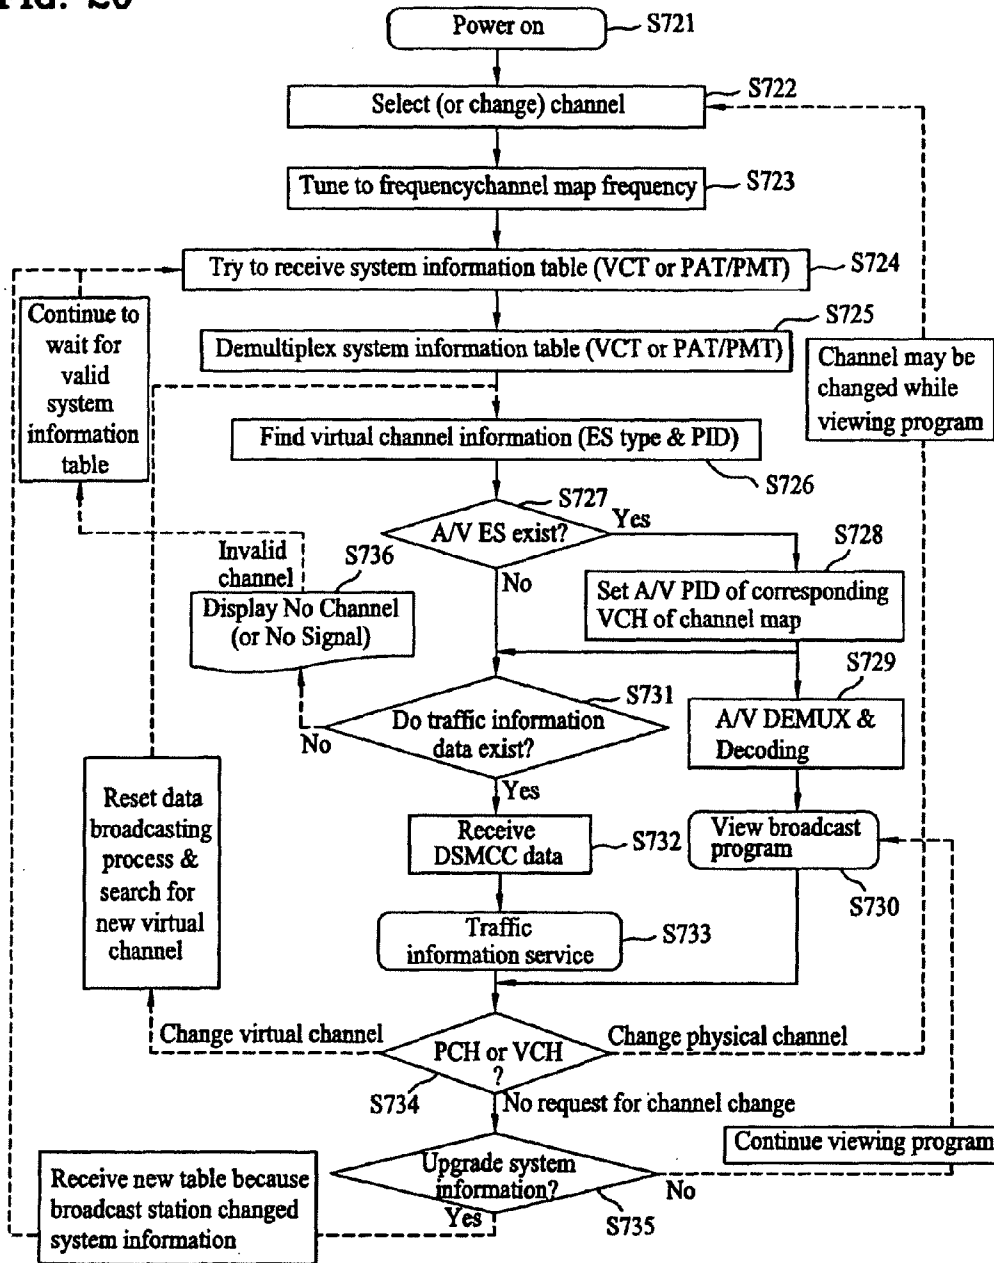 Power on
S721
S722
Select (or change) channel
Tune to frequencychannel map frequency
S723
Try to receive system information table (VCT or PAT/PMT)
S724
S725
Continue to
wait for
valid
system
information
table
Demultiplex system information table (VCT or PAT/PMT)
Channel may be
changed while
viewing program
Find virtual channel information (ES type & PID)
S726
S727
A/V ES exist?
Yes
No
S728
Set A/V PID of corresponding
VCH of channel map
Invalid
channel
S736
Display No Channel
(or No Signal)
S729
A/V DEMUX &
Decoding
S731
Do traffic information
data exist?
No
Yes
Reset data
broadcasting
process &
search for
new virtual
channel
Receive
DSMCC data
S732
View broadcast
program
S730
Traffic
information service
S733
Change virtual channel
PCH or VCH
?
Change physical channel
S734
No request for channel change
Continue viewing program
Upgrade system
information?
No
Yes
S735
Receive new table because
broadcast station changed
system information